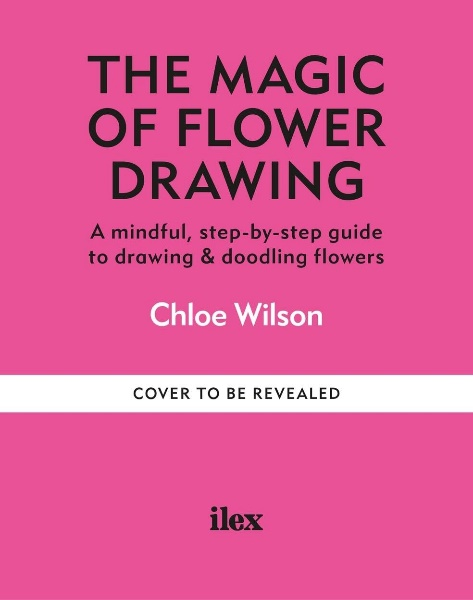 THE MAGIC
OF FLOWER
DRAWING
A mindful, step-by-step guide
to drawing & doodling flowers
Chloe Wilson
COVER TO BE REVEALED
ilex